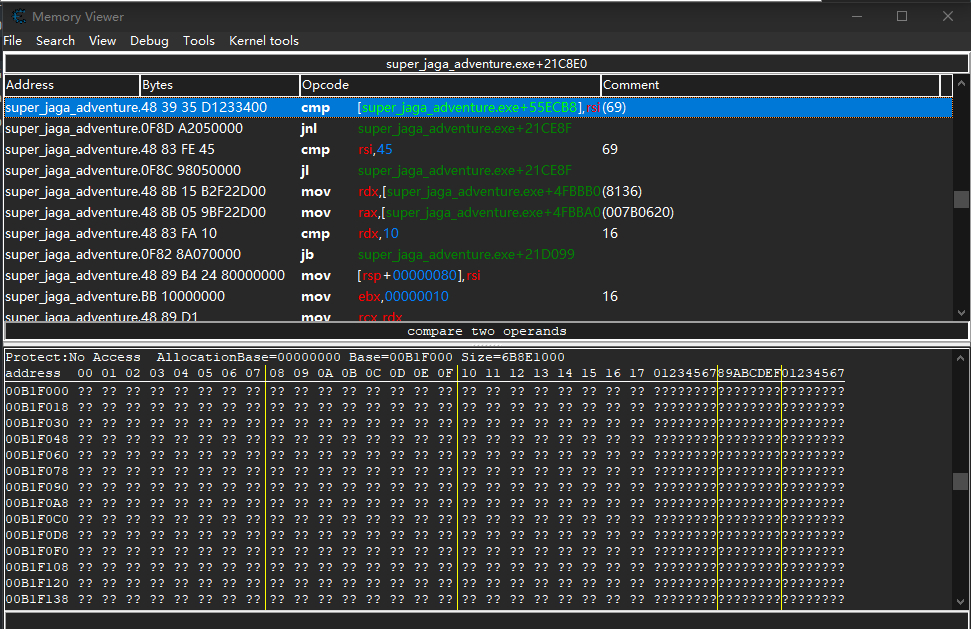 Memory Viewer
File Search View Debug Tools Kernel tools
super_jaga_adventure.exe+21C8E0
Address Bytes Opcode Comment
super_jaga_adventure.48 39 35 D1233400 cmp [super_jaga_adventure.exe+55ECB8],rsi (69)
super_jaga_adventure.0F8D A2050000 jnl super_jaga_adventure.exe+21CE8F
super_jaga_adventure.48 83 FE 45 cmp rsi,45 69
super_jaga_adventure.0F8C 98050000 jl super_jaga_adventure.exe+21CE8F
super_jaga_adventure.48 8B 15 B2F22D00 mov rdx,[super_jaga_adventure.exe+4FBBB0 (8136)
super_jaga_adventure.48 8B 05 9BF22D00 mov rax,[super_jaga_adventure.exe+4FBBA0 (007B0620)
super_jaga_adventure.48 83 FA 10 cmp rdx,10 16
super_jaga_adventure.0F82 8A070000 jb super_jaga_adventure.exe+21D099
super_jaga_adventure.48 89 B4 24 80000000 mov [rsp+00000080],rsi
super_jaga_adventure.BB 10000000 mov ebx,00000010 16
super_jaga_adventure.48 89 D1 mov rcx,rdx
compare two operands
Protect:No Access AllocationBase=00000000 Base=00B1F000 Size=6B8E1000
address 00 01 02 03 04 05 06 07 08 09 0A 0B 0C 0D 0E 0F 10 11 12 13 14 15 16 17 0123456789ABCDEF01234567
00B1F000 ?? ?? ?? ?? ?? ?? ?? ?? ?? ?? ?? ?? ?? ?? ?? ?? ?? ?? ?? ?? ?? ?? ?? ?? ????????????????????????
00B1F018 ?? ?? ?? ?? ?? ?? ?? ?? ?? ?? ?? ?? ?? ?? ?? ?? ?? ?? ?? ?? ?? ?? ?? ?? ????????????????????????
00B1F030 ?? ?? ?? ?? ?? ?? ?? ?? ?? ?? ?? ?? ?? ?? ?? ?? ?? ?? ?? ?? ?? ?? ?? ?? ????????????????????????
00B1F048 ?? ?? ?? ?? ?? ?? ?? ?? ?? ?? ?? ?? ?? ?? ?? ?? ?? ?? ?? ?? ?? ?? ?? ?? ????????????????????????
00B1F060 ?? ?? ?? ?? ?? ?? ?? ?? ?? ?? ?? ?? ?? ?? ?? ?? ?? ?? ?? ?? ?? ?? ?? ?? ????????????????????????
00B1F078 ?? ?? ?? ?? ?? ?? ?? ?? ?? ?? ?? ?? ?? ?? ?? ?? ?? ?? ?? ?? ?? ?? ?? ?? ????????????????????????
00B1F090 ?? ?? ?? ?? ?? ?? ?? ?? ?? ?? ?? ?? ?? ?? ?? ?? ?? ?? ?? ?? ?? ?? ?? ?? ????????????????????????
00B1F0A8 ?? ?? ?? ?? ?? ?? ?? ?? ?? ?? ?? ?? ?? ?? ?? ?? ?? ?? ?? ?? ?? ?? ?? ?? ????????????????????????
00B1F0C0 ?? ?? ?? ?? ?? ?? ?? ?? ?? ?? ?? ?? ?? ?? ?? ?? ?? ?? ?? ?? ?? ?? ?? ?? ????????????????????????
00B1F0D8 ?? ?? ?? ?? ?? ?? ?? ?? ?? ?? ?? ?? ?? ?? ?? ?? ?? ?? ?? ?? ?? ?? ?? ?? ????????????????????????
00B1F0F0 ?? ?? ?? ?? ?? ?? ?? ?? ?? ?? ?? ?? ?? ?? ?? ?? ?? ?? ?? ?? ?? ?? ?? ?? ????????????????????????
00B1F108 ?? ?? ?? ?? ?? ?? ?? ?? ?? ?? ?? ?? ?? ?? ?? ?? ?? ?? ?? ?? ?? ?? ?? ?? ????????????????????????
00B1F120 ?? ?? ?? ?? ?? ?? ?? ?? ?? ?? ?? ?? ?? ?? ?? ?? ?? ?? ?? ?? ?? ?? ?? ?? ????????????????????????
00B1F138 ?? ?? ?? ?? ?? ?? ?? ?? ?? ?? ?? ?? ?? ?? ?? ?? ?? ?? ?? ?? ?? ?? ?? ?? ????????????????????????